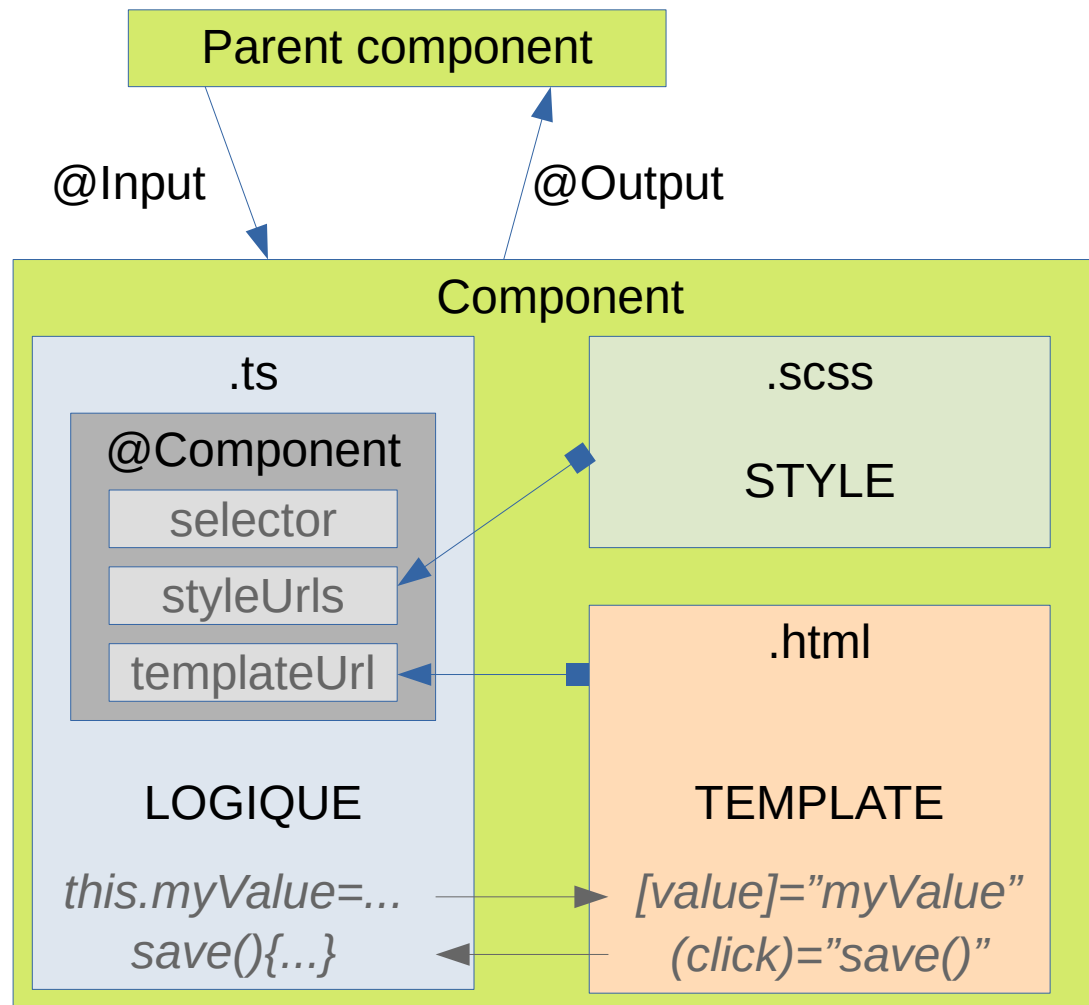 Parent component
@Input
@Output
Component
.ts
@Component
selector
styleUrls
templateUrl
LOGIQUE
this.myValue=...
save(){...}
.scss
STYLE
.html
TEMPLATE
[value]=”myValue”
(click)=”save()”